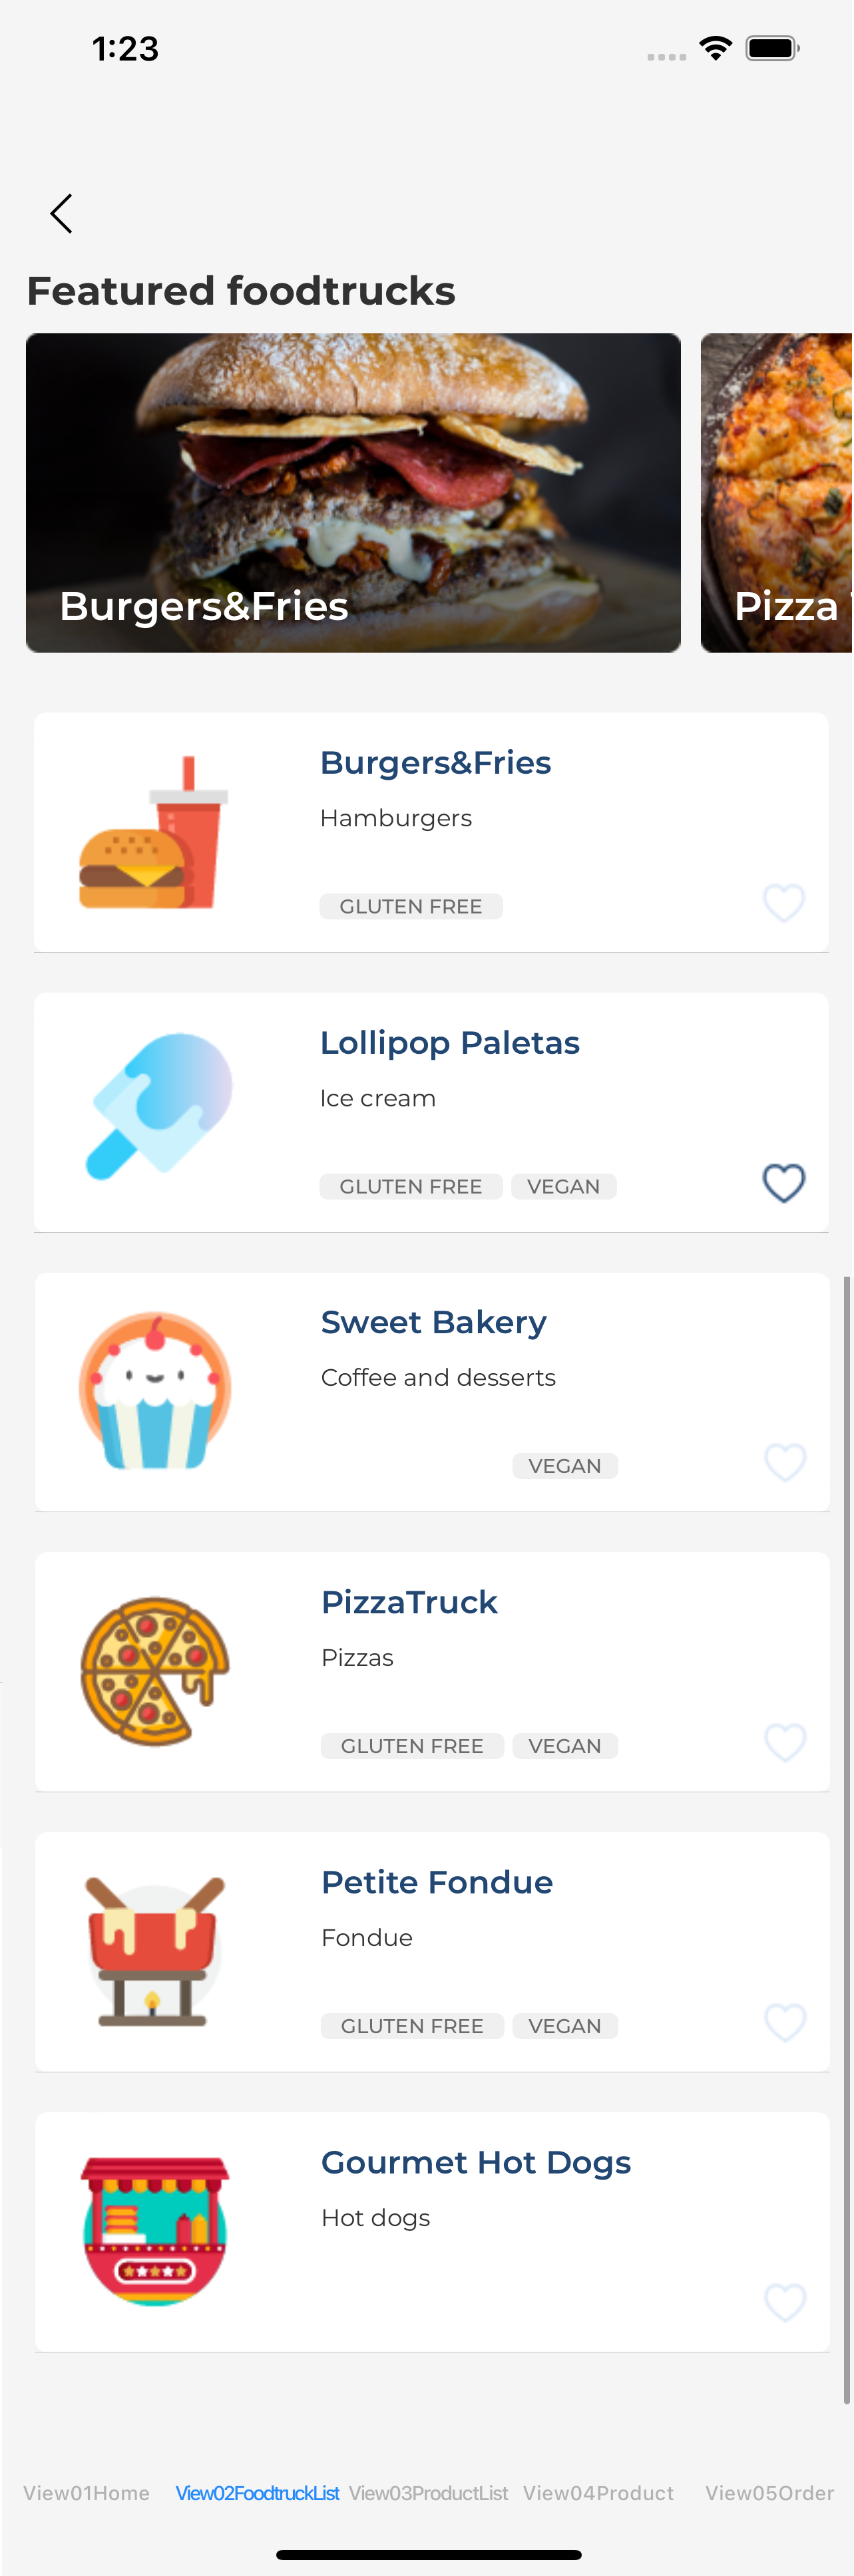 1:23
Featured foodtrucks
Burgers&Fries
Pizza
Burgers&Fries
Hamburgers
GLUTEN FREE
Lollipop Paletas
Ice cream
GLUTEN FREE VEGAN
Sweet Bakery
Coffee and desserts
VEGAN
PizzaTruck
Pizzas
GLUTEN FREE VEGAN
Petite Fondue
Fondue
GLUTEN FREE VEGAN
Gourmet Hot Dogs
Hot dogs
View01Home View02FoodtruckList View03ProductList View04Product View05Order